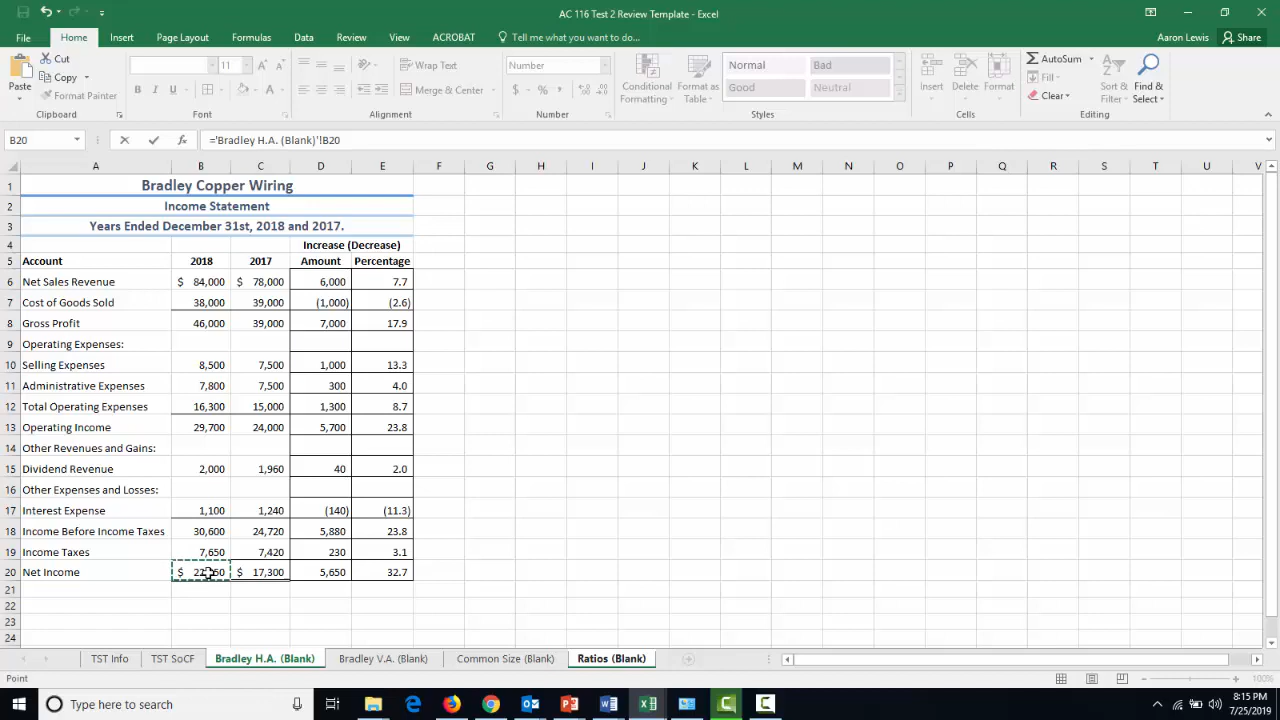 AC 116 Test 2 Review Template - Excel
File Home Insert Page Layout Formulas Data Review View ACROBAT Tell me what you want to do... Aaron Lewis Share
Paste Cut Copy Format Painter Clipboard
11 Font
Wrap Text Merge & Center Alignment
Number $ % , Number
Conditional Formatting Format as Table Normal Bad Good Neutral Styles
Insert Delete Format Cells
AutoSum Fill Clear Sort & Filter Find & Select Editing
B20 ='Bradley H.A. (Blank)'!B20
A B C D E F G H I J K L M N O P Q R S T U V
1 Bradley Copper Wiring
2 Income Statement
3 Years Ended December 31st, 2018 and 2017.
4 Increase (Decrease)
5 Account 2018 2017 Amount Percentage
6 Net Sales Revenue $ 84,000 $ 78,000 6,000 7.7
7 Cost of Goods Sold 38,000 39,000 (1,000) (2.6)
8 Gross Profit 46,000 39,000 7,000 17.9
9 Operating Expenses:
10 Selling Expenses 8,500 7,500 1,000 13.3
11 Administrative Expenses 7,800 7,500 300 4.0
12 Total Operating Expenses 16,300 15,000 1,300 8.7
13 Operating Income 29,700 24,000 5,700 23.8
14 Other Revenues and Gains:
15 Dividend Revenue 2,000 1,960 40 2.0
16 Other Expenses and Losses:
17 Interest Expense 1,100 1,240 (140) (11.3)
18 Income Before Income Taxes 30,600 24,720 5,880 23.8
19 Income Taxes 7,650 7,420 230 3.1
20 Net Income $ $ 17,300 5,650 32.7
21
22
23
24
TST Info TST SoCF Bradley H.A. (Blank) Bradley V.A. (Blank) Common Size (Blank) Ratios (Blank)
Point 100%
Type here to search 8:15 PM
7/25/2019